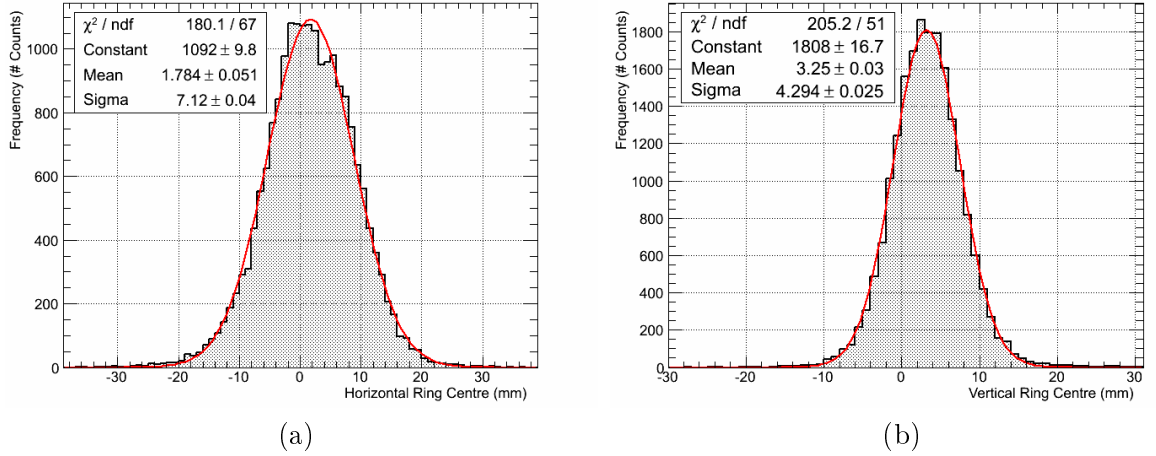 χ² / ndf 180.1 / 67
Constant 1092 ± 9.8
Mean 1.784 ± 0.051
Sigma 7.12 ± 0.04
Frequency (# Counts)
1000
800
600
400
200
0
-30 -20 -10 0 10 20 30
Horizontal Ring Centre (mm)
(a)
χ² / ndf 205.2 / 51
Constant 1808 ± 16.7
Mean 3.25 ± 0.03
Sigma 4.294 ± 0.025
Frequency (# Counts)
1800
1600
1400
1200
1000
800
600
400
200
0
-30 -20 -10 0 10 20 30
Vertical Ring Centre (mm)
(b)